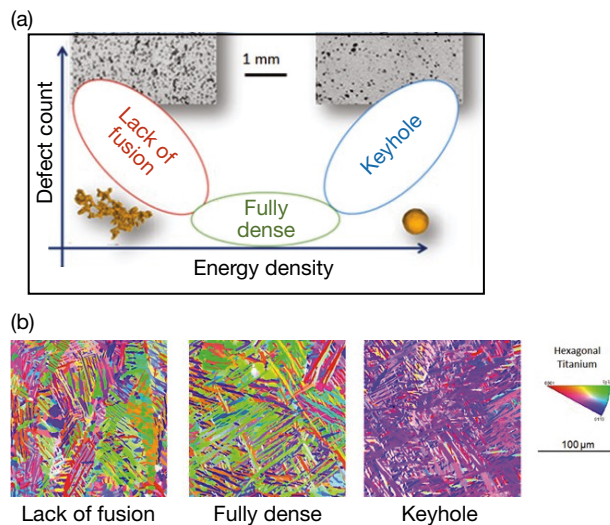 (a)
1 mm
Defect count
Lack of
fusion
Keyhole
Fully
dense
Energy density
(b)
Hexagonal
Titanium
0001
100 µm
Lack of fusion
Fully dense
Keyhole